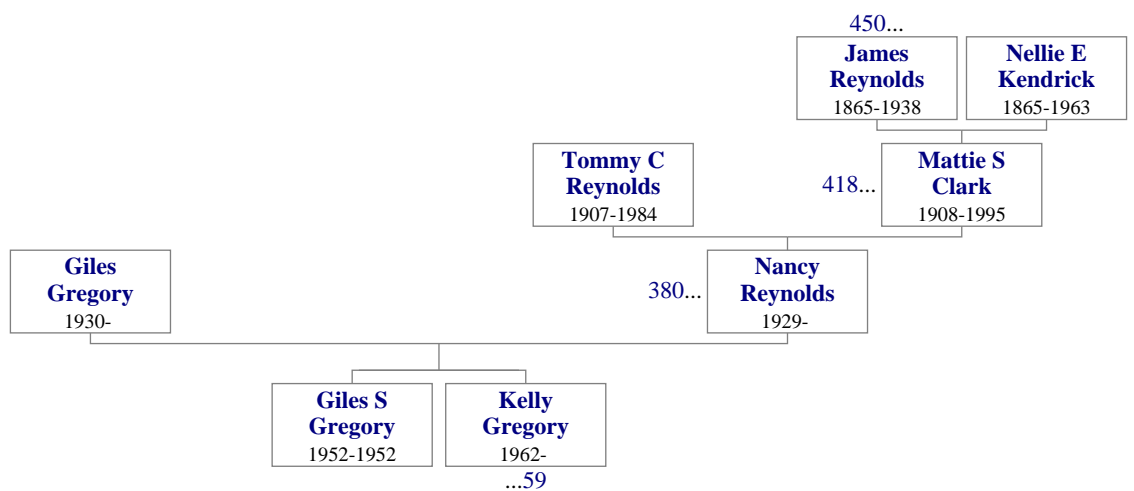 450...
James
Reynolds
1865-1938
Nellie E
Kendrick
1865-1963
Tommy C
Reynolds
1907-1984
418...
Mattie S
Clark
1908-1995
Giles
Gregory
1930-
380...
Nancy
Reynolds
1929-
Giles S
Gregory
1952-1952
Kelly
Gregory
1962-
...59